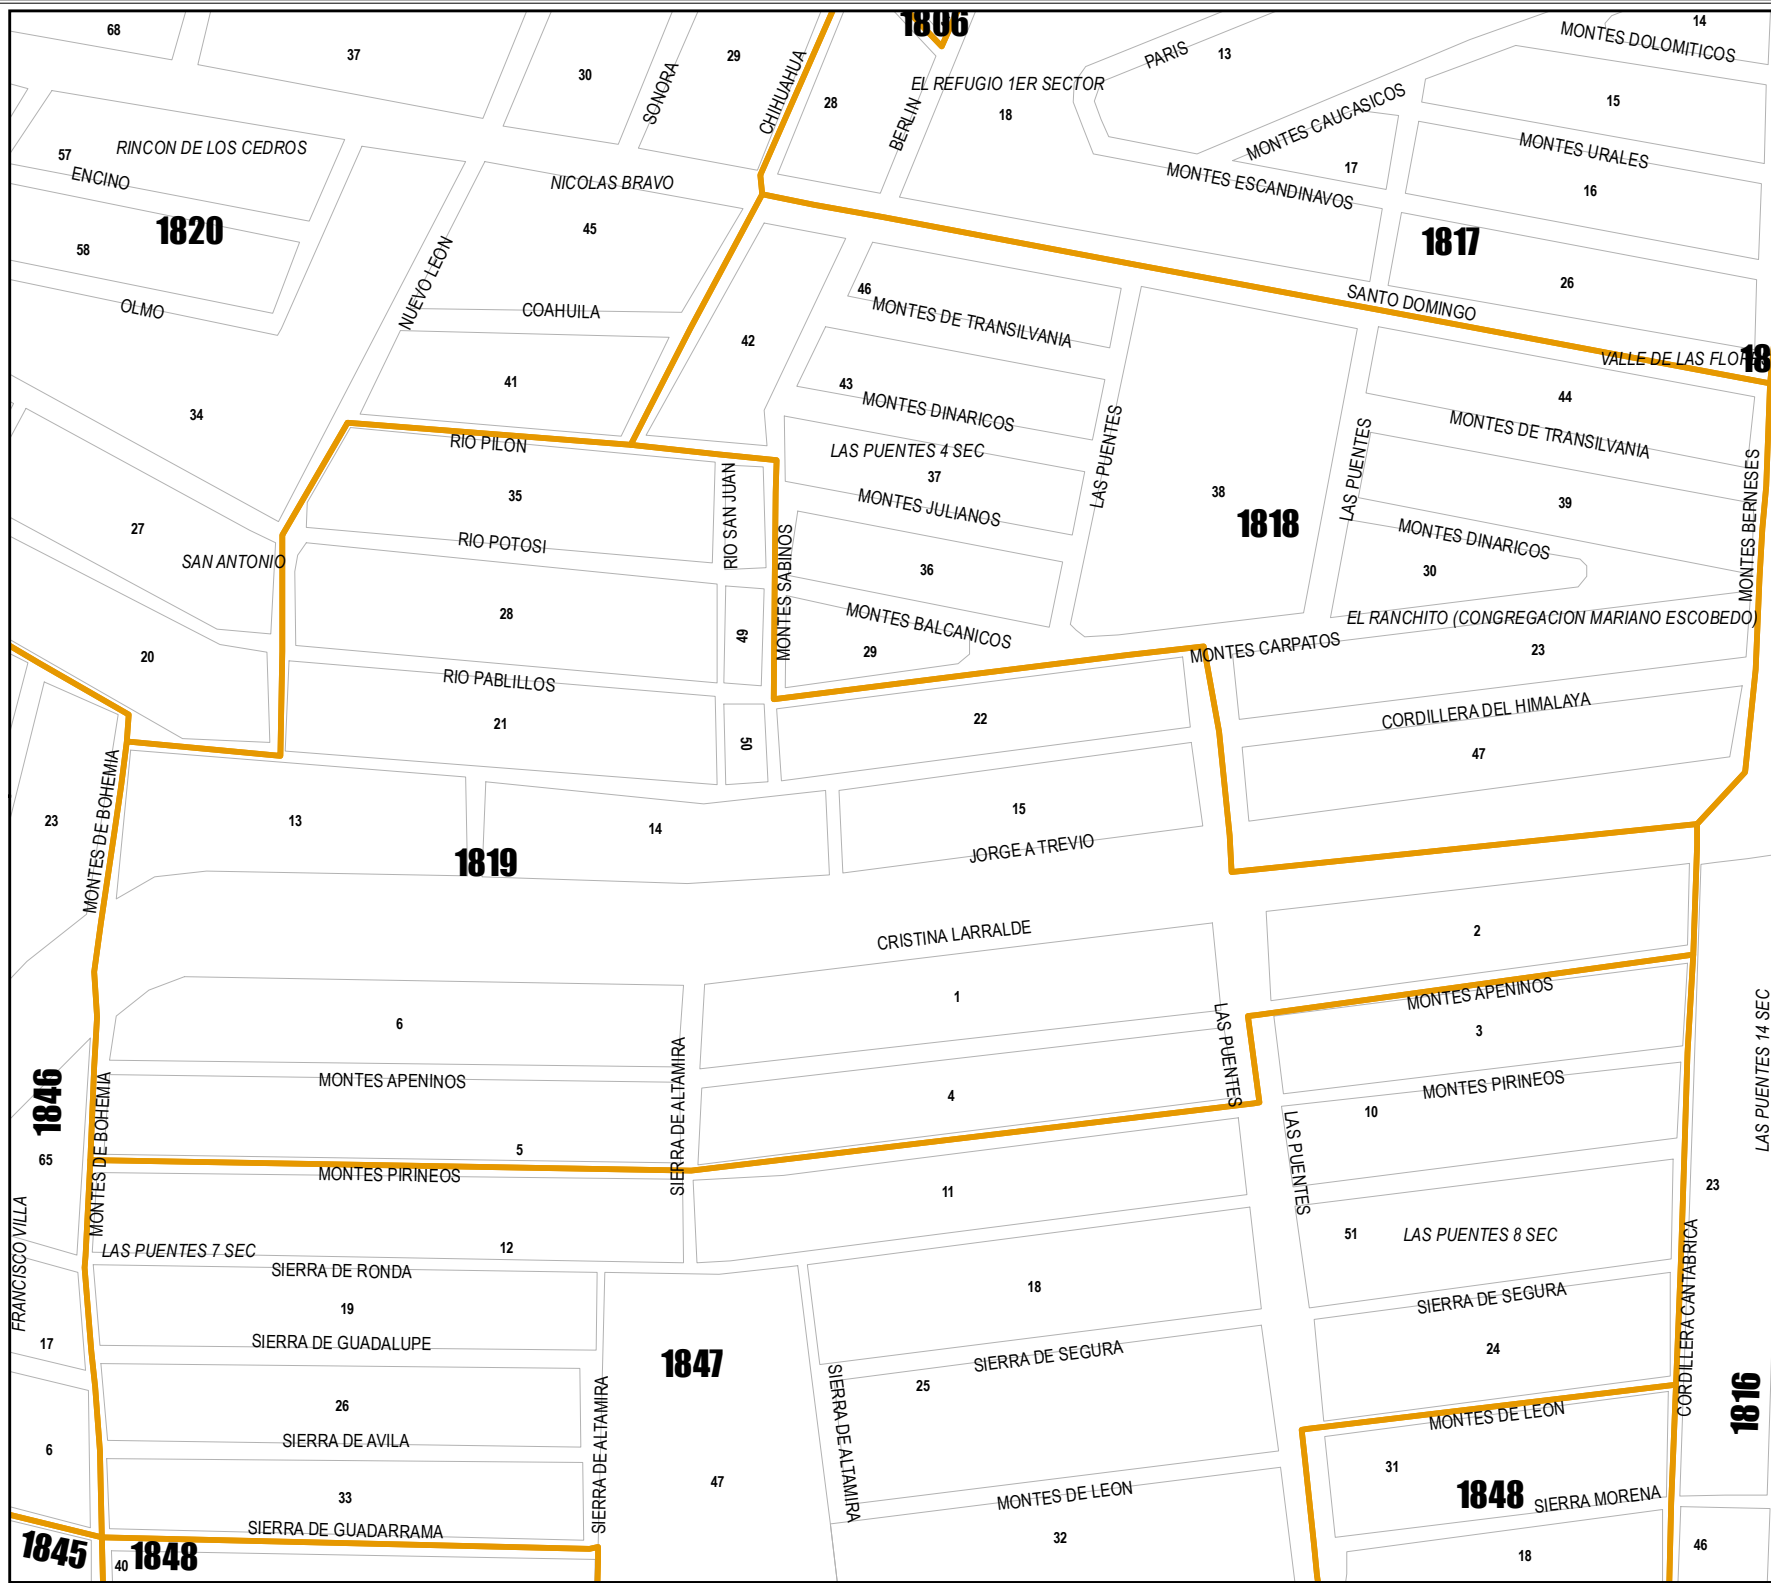 68
37
30
SONORA
29
CHIHUAHUA
28
1806
BERLIN
EL REFUGIO 1ER SECTOR
18
PARIS
13
14
MONTES DOLOMITICOS
15
MONTES CAUCASICOS
MONTES URALES
17
16
MONTES ESCANDINAVOS
57
RINCON DE LOS CEDROS
ENCINO
NICOLAS BRAVO
1820
45
58
OLMO
NUEVO LEON
COAHUILA
1817
26
SANTO DOMINGO
46
MONTES DE TRANSILVANIA
42
VALLE DE LAS FLORES
18
41
43
MONTES DINARICOS
44
MONTES DE TRANSILVANIA
34
RIO PILON
LAS PUENTES 4 SEC
37
LAS PUENTES
LAS PUENTES
MONTES BERNESES
35
RIO SAN JUAN
MONTES JULIANOS
38
1818
39
27
RIO POTOSI
MONTES SABINOS
MONTES DINARICOS
SAN ANTONIO
36
30
28
49
MONTES BALCANICOS
EL RANCHITO (CONGREGACION MARIANO ESCOBEDO)
20
29
MONTES CARPATOS
23
RIO PABLILLOS
21
50
22
CORDILLERA DEL HIMALAYA
47
MONTES DE BOHEMIA
23
13
14
15
1819
JORGE A TREVIO
CRISTINA LARRALDE
2
1
MONTES APENINOS
6
LAS PUENTES
3
LAS PUENTES 14 SEC
1846
MONTES APENINOS
SIERRA DE ALTAMIRA
4
MONTES PIRINEOS
10
MONTES DE BOHEMIA
65
5
LAS PUENTES
MONTES PIRINEOS
11
23
FRANCISCO VILLA
LAS PUENTES 7 SEC
12
51
LAS PUENTES 8 SEC
SIERRA DE RONDA
18
CORDILLERA CANTABRICA
19
SIERRA DE SEGURA
17
SIERRA DE GUADALUPE
1847
SIERRA DE SEGURA
24
25
26
SIERRA DE ALTAMIRA
SIERRA DE ALTAMIRA
1816
MONTES DE LEON
6
SIERRA DE AVILA
31
47
33
MONTES DE LEON
1848
SIERRA MORENA
SIERRA DE GUADARRAMA
32
1845
1848
40
18
46